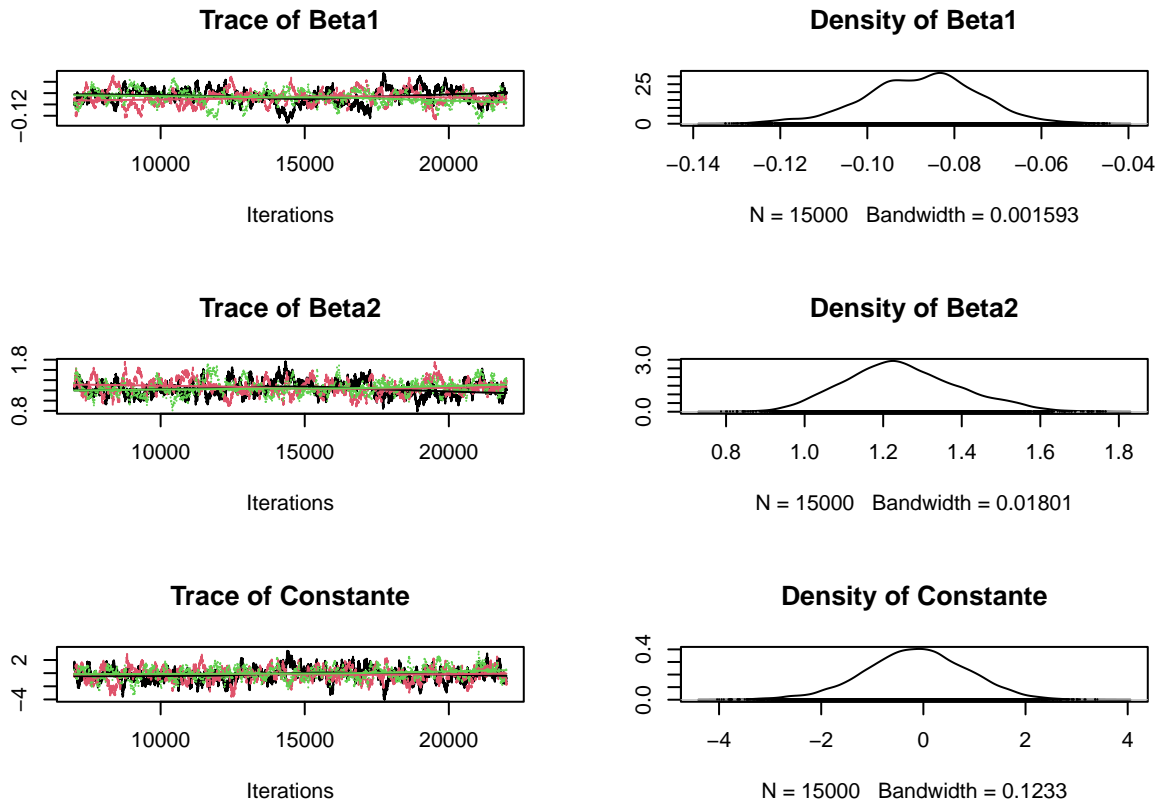 Trace of Beta1
−0.12
10000 15000 20000
Iterations
Density of Beta1
0 25
−0.14 −0.12 −0.10 −0.08 −0.06 −0.04
N = 15000 Bandwidth = 0.001593
Trace of Beta2
0.8 1.8
10000 15000 20000
Iterations
Density of Beta2
0.0 3.0
0.8 1.0 1.2 1.4 1.6 1.8
N = 15000 Bandwidth = 0.01801
Trace of Constante
−4 2
10000 15000 20000
Iterations
Density of Constante
0.0 0.4
−4 −2 0 2 4
N = 15000 Bandwidth = 0.1233